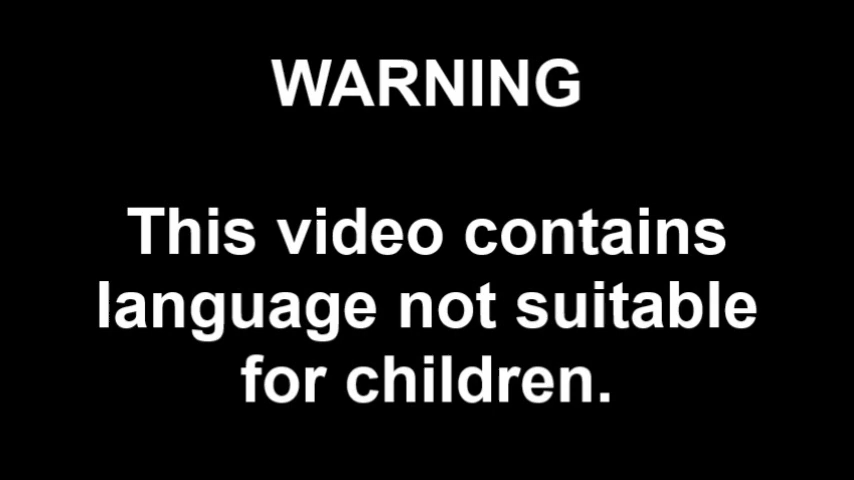 WARNING
This video contains
language not suitable
for children.